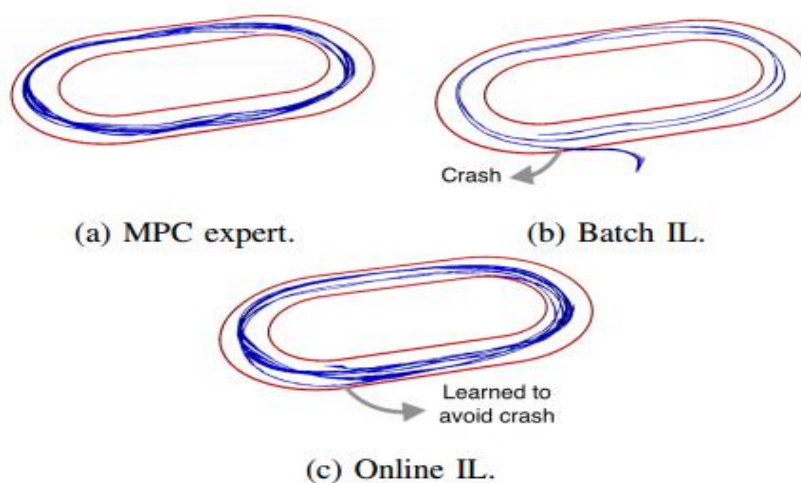 Crash
(a) MPC expert.
(b) Batch IL.
Learned to
avoid crash
(c) Online IL.